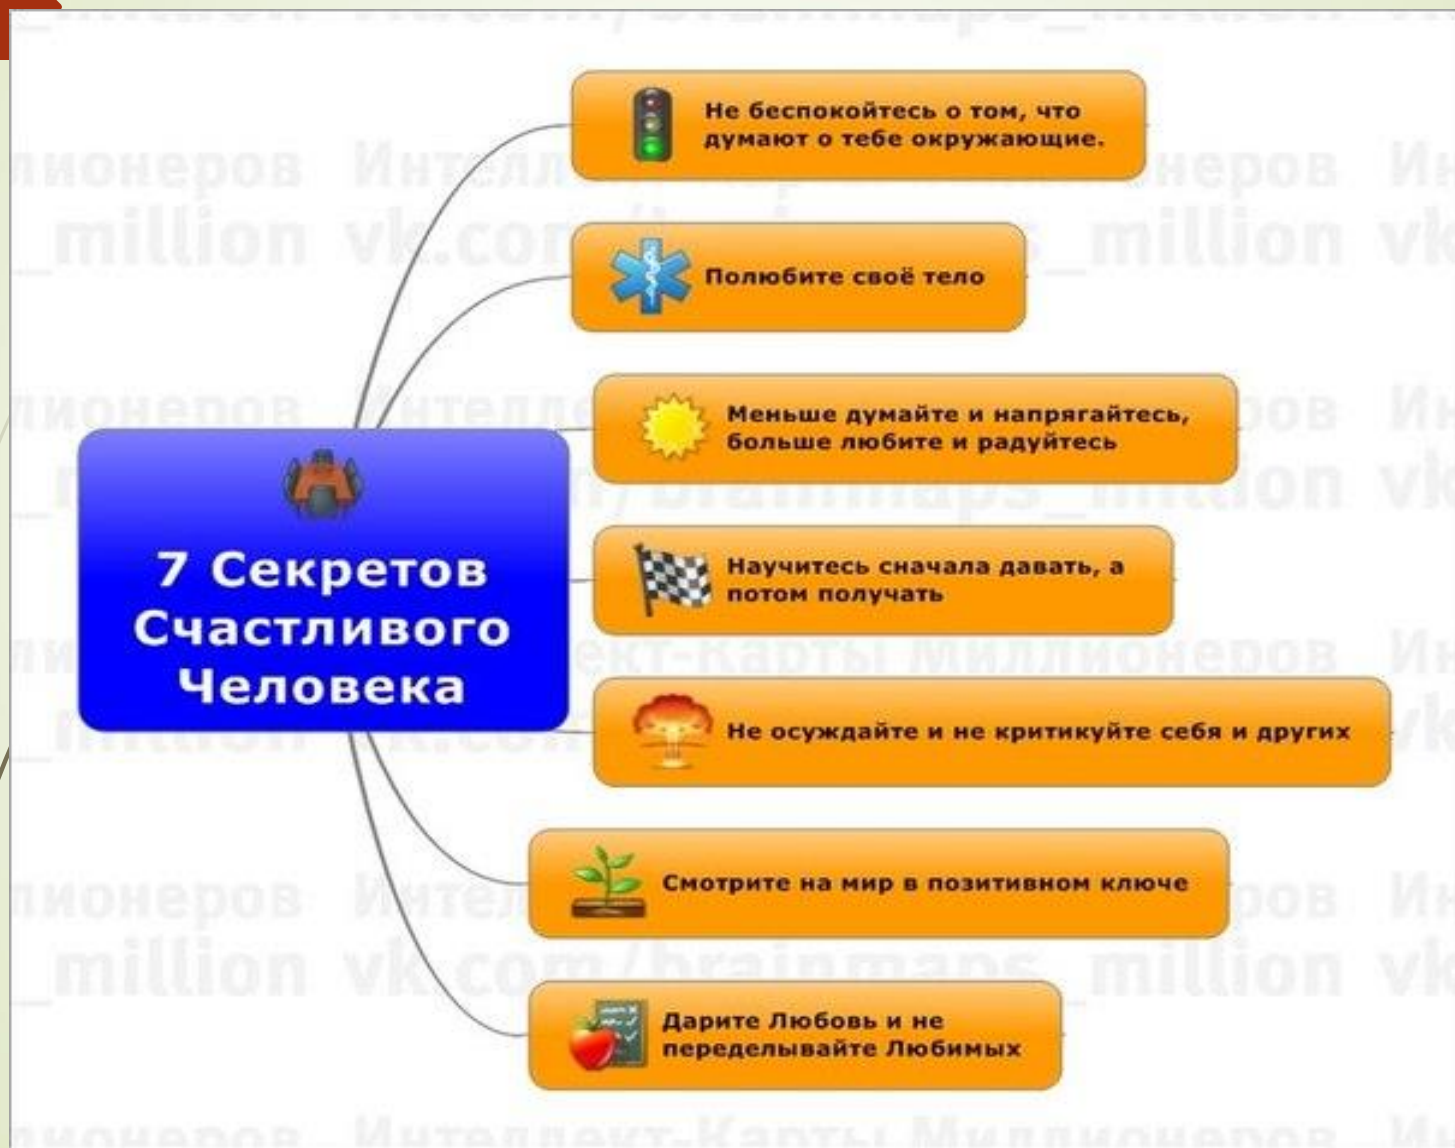 Не беспокойтесь о том, что
думают о тебе окружающие.
Полюбите своё тело
Меньше думайте и напрягайтесь,
больше любите и радуйтесь
7 Секретов
Счастливого
Человека
Научитесь сначала давать, а
потом получать
Не осуждайте и не критикуйте себя и других
Смотрите на мир в позитивном ключе
Дарите Любовь и не
переделывайте Любимых